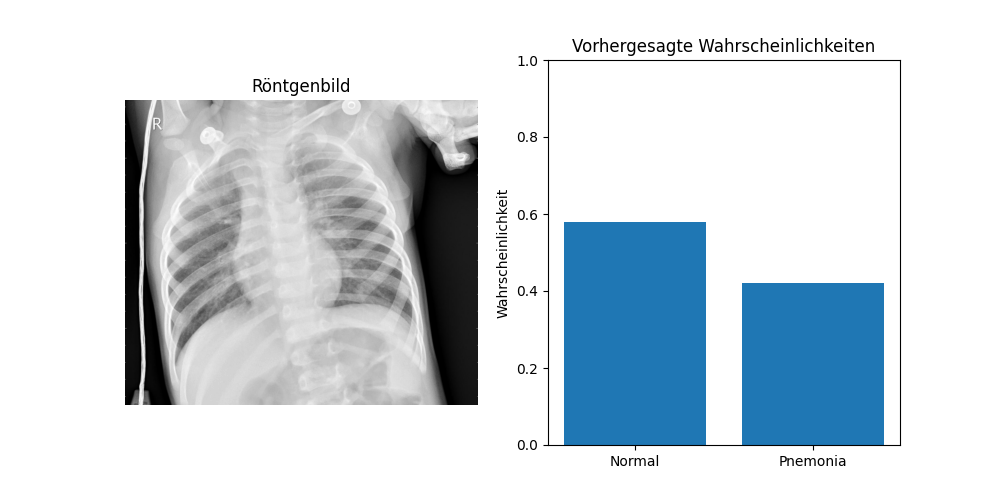 Röntgenbild
R
Vorhergesagte Wahrscheinlichkeiten
Wahrscheinlichkeit
1.0
0.8
0.6
0.4
0.2
0.0
Normal
Pnemonia